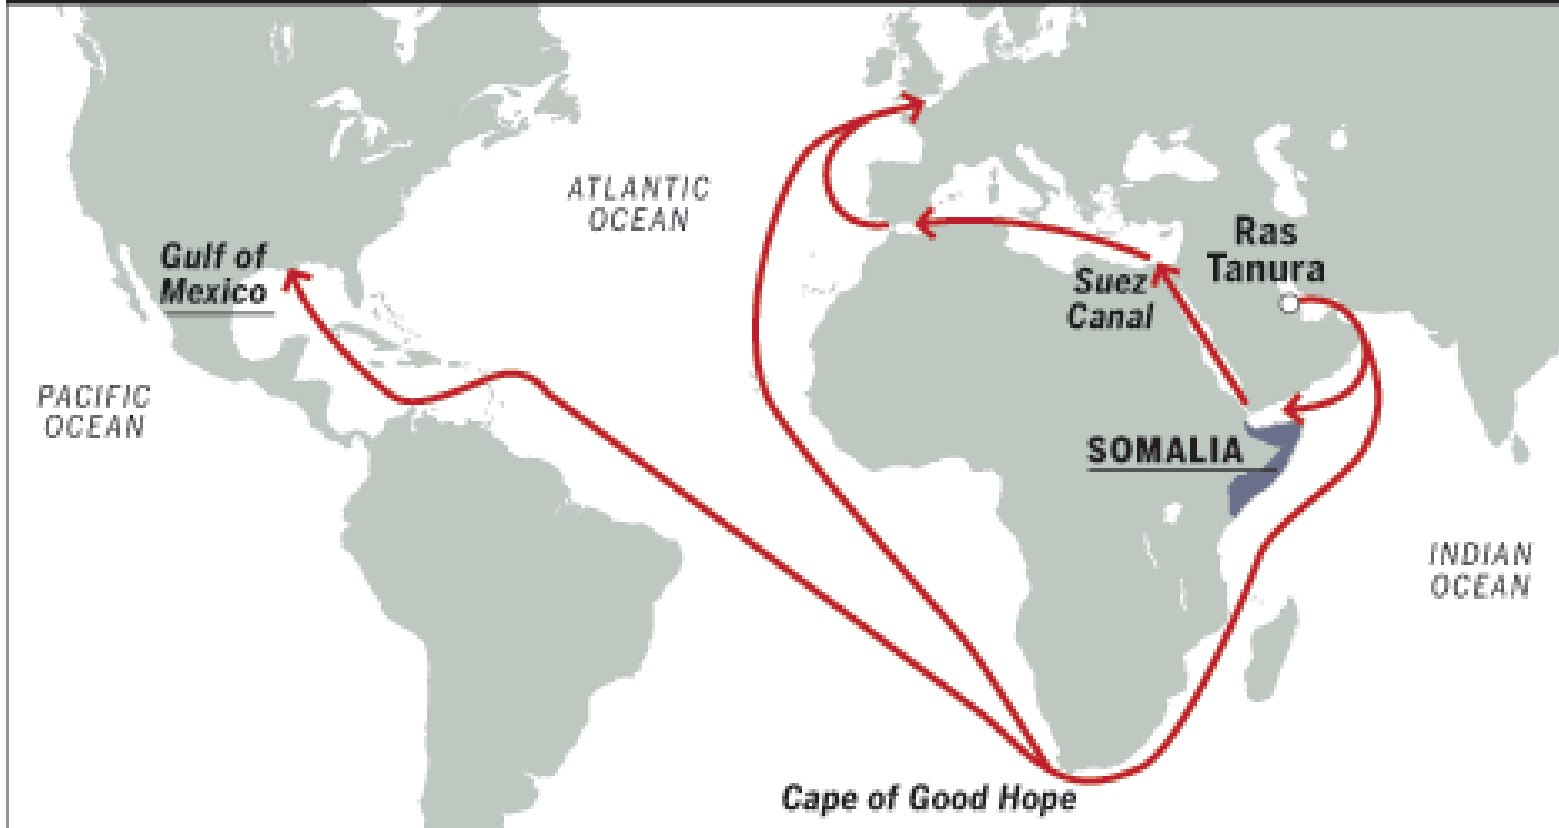 ATLANTIC
OCEAN
Gulf of
Mexico
Ras
Tanura
Suez
Canal
PACIFIC
OCEAN
SOMALIA
INDIAN
OCEAN
Cape of Good Hope